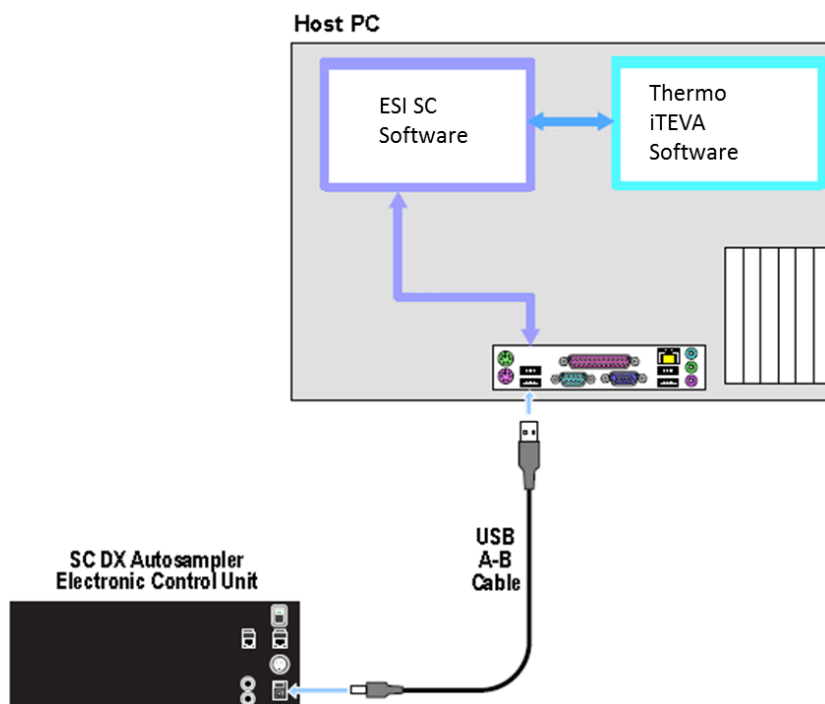 Host PC
ESI SC
Software
Thermo
iTEVA
Software
USB
A-B
Cable
SC DX Autosampler
Electronic Control Unit